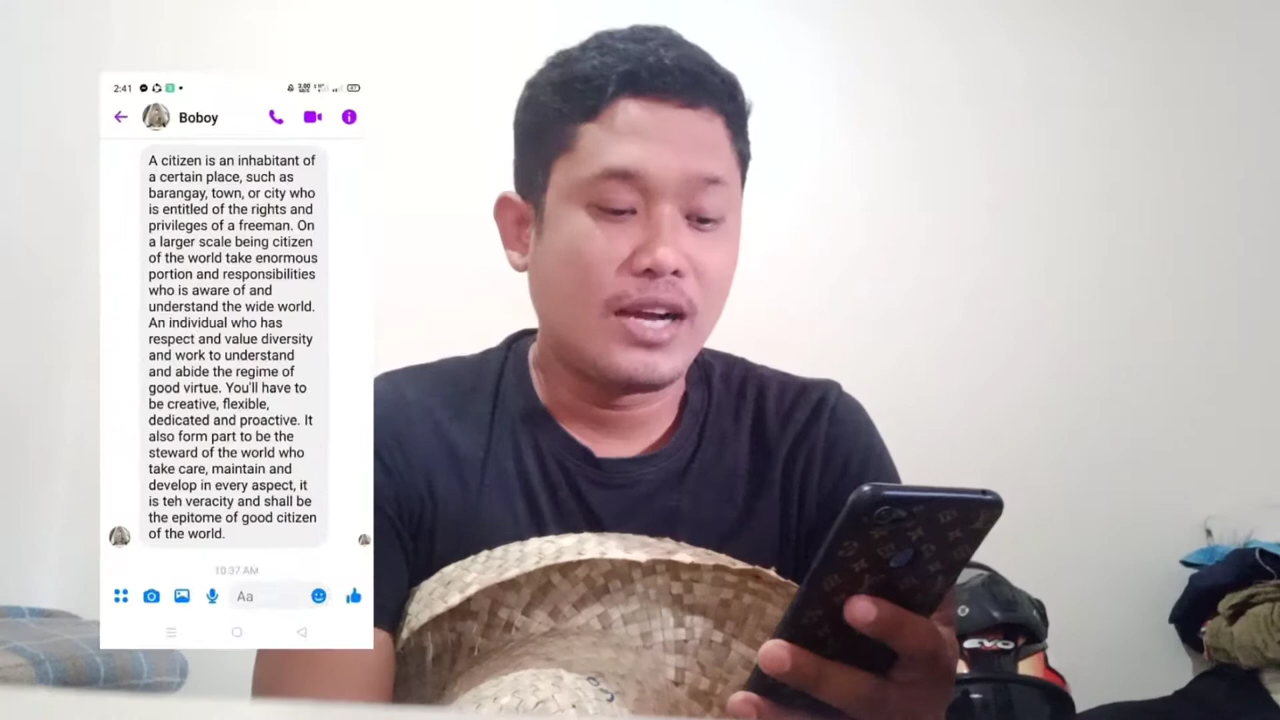 2:41
3.00
Boboy
A citizen is an inhabitant of
a certain place, such as
barangay, town, or city who
is entitled of the rights and
privileges of a freeman. On
a larger scale being citizen
of the world take enormous
portion and responsibilities
who is aware of and
understand the wide world.
An individual who has
respect and value diversity
and work to understand
and abide the regime of
good virtue. You'll have to
be creative, flexible,
dedicated and proactive. It
also form part to be the
steward of the world who
take care, maintain and
develop in every aspect, it
is teh veracity and shall be
the epitome of good citizen
of the world.
10:37 AM
Aa
EVO